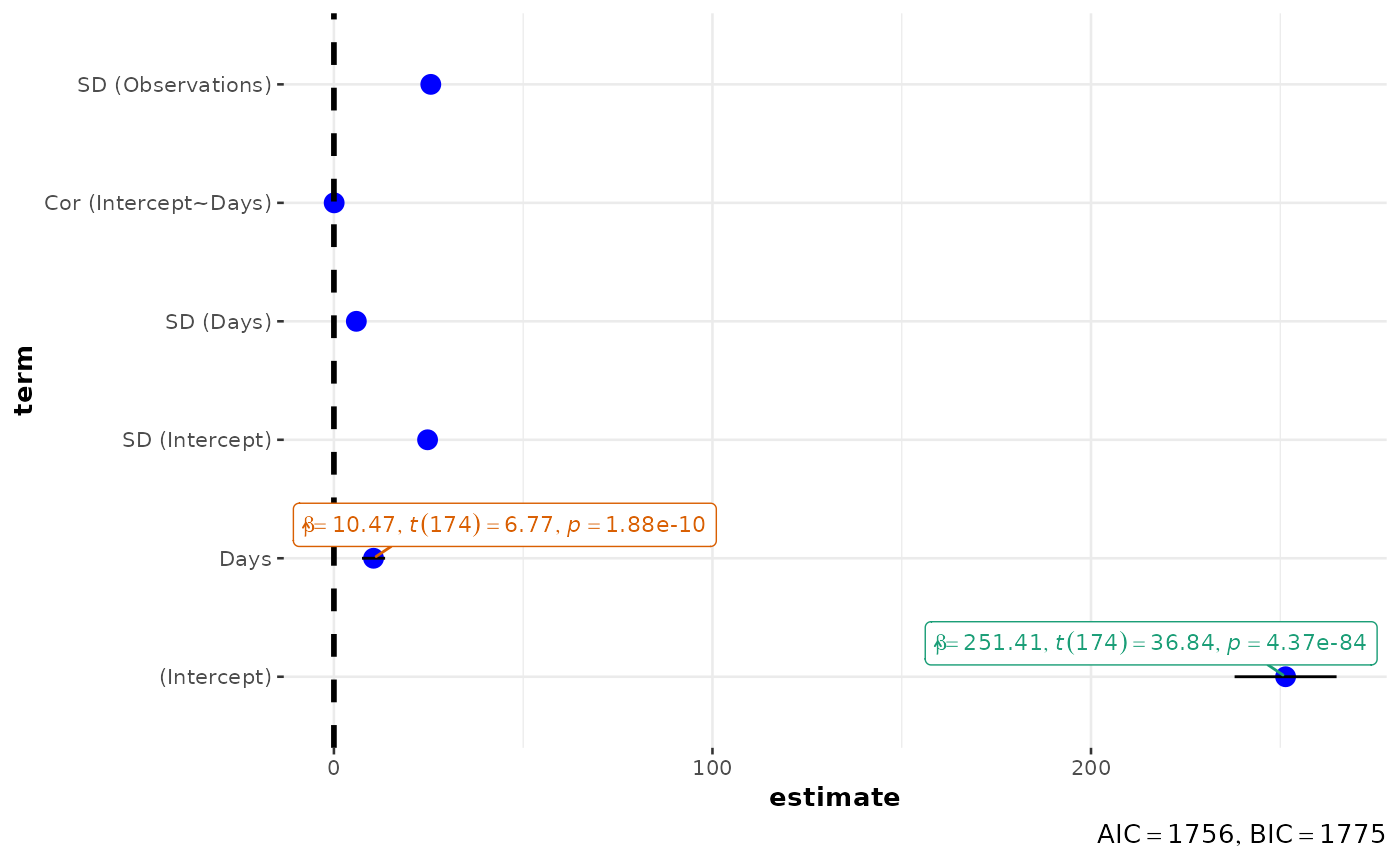 SD (Observations)
Cor (Intercept~Days)
SD (Days)
SD (Intercept)
β̂ = 10.47, t(174) = 6.77, p = 1.88e-10
Days
β̂ = 251.41, t(174) = 36.84, p = 4.37e-84
(Intercept)
term
0 100 200
estimate
AIC = 1756, BIC = 1775